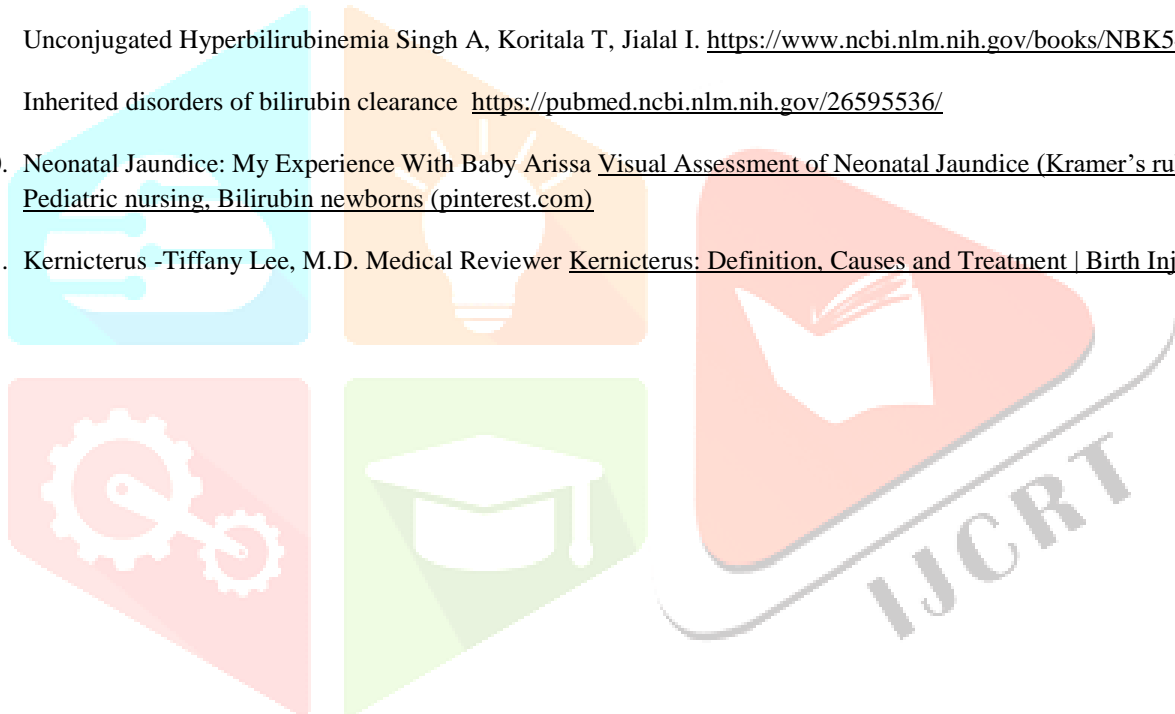 Unconjugated Hyperbilirubinemia Singh A, Koritala T, Jialal I. https://www.ncbi.nlm.nih.gov/books/NBK5
Inherited disorders of bilirubin clearance https://pubmed.ncbi.nlm.nih.gov/26595536/
. Neonatal Jaundice: My Experience With Baby Arissa Visual Assessment of Neonatal Jaundice (Kramer’s ru
Pediatric nursing, Bilirubin newborns (pinterest.com)
. Kernicterus -Tiffany Lee, M.D. Medical Reviewer Kernicterus: Definition, Causes and Treatment | Birth Inj
IJCRT